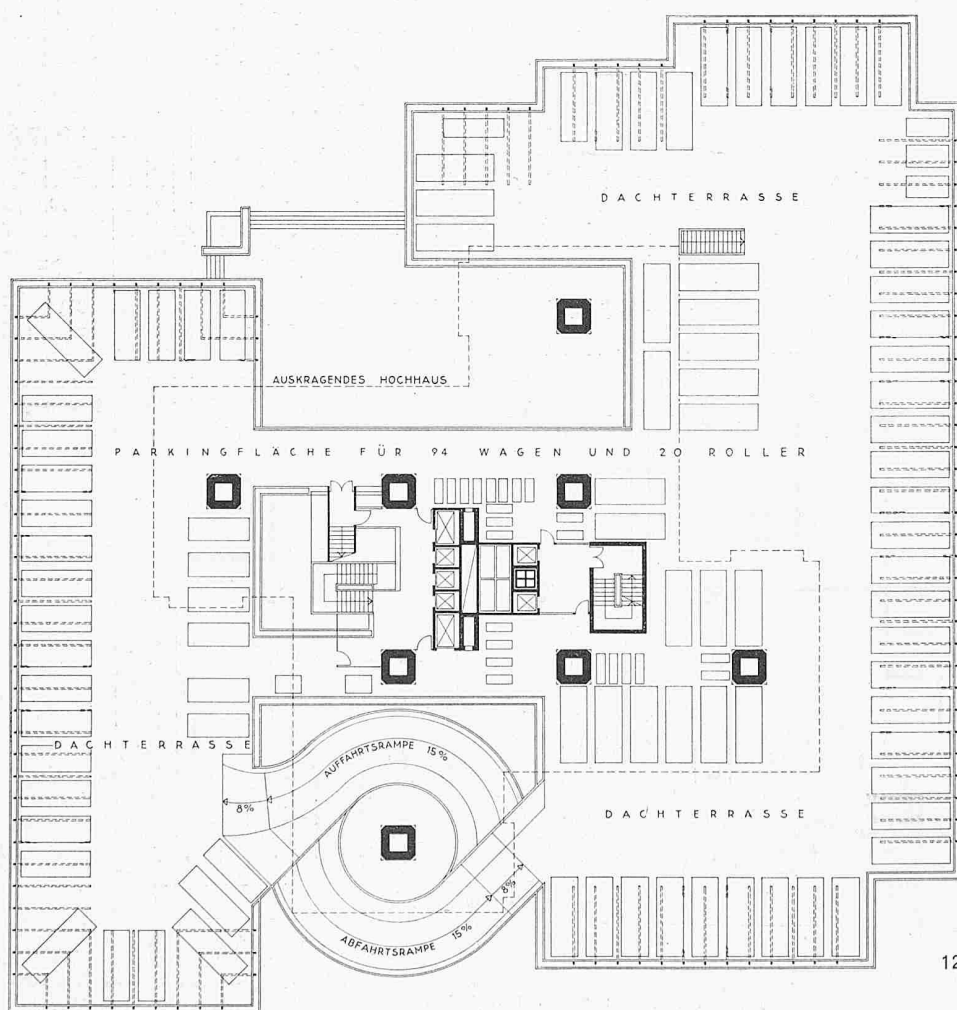 DACHTERRASSE
AUSKRAGENDES HOCHHAUS
PARKINGFLÄCHE FÜR 94 WAGEN UND 20 ROLLER
DACHTERRASSE
AUFFAHRTSRAMPE 15%
8%
DACHTERRASSE
8%
ABFAHRTSRAMPE 15%
12